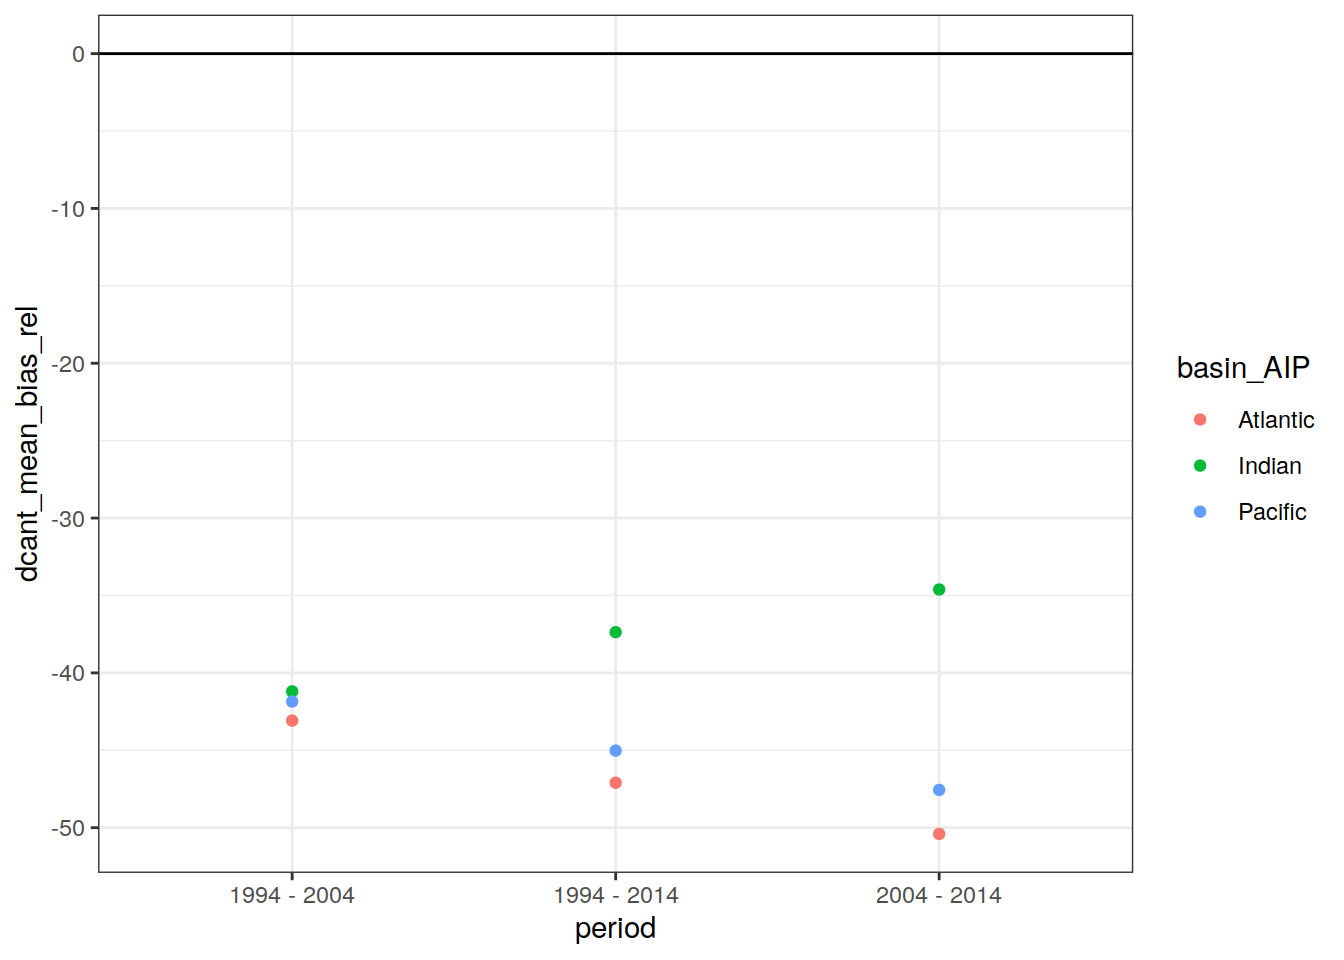 0
-10
-20
-30
-40
-50
dcant_mean_bias_rel
1994 - 2004
1994 - 2014
2004 - 2014
period
basin_AIP
Atlantic
Indian
Pacific